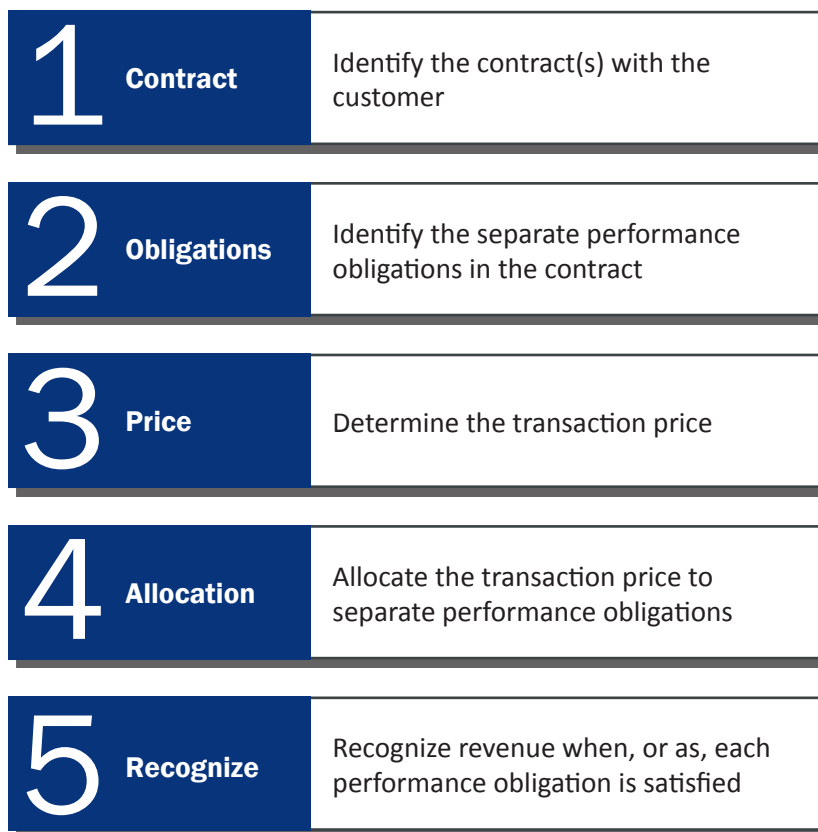 1
Contract
Identify the contract(s) with the
customer
2
Obligations
Identify the separate performance
obligations in the contract
3
Price
Determine the transaction price
4
Allocation
Allocate the transaction price to
separate performance obligations
5
Recognize
Recognize revenue when, or as, each
performance obligation is satisfied